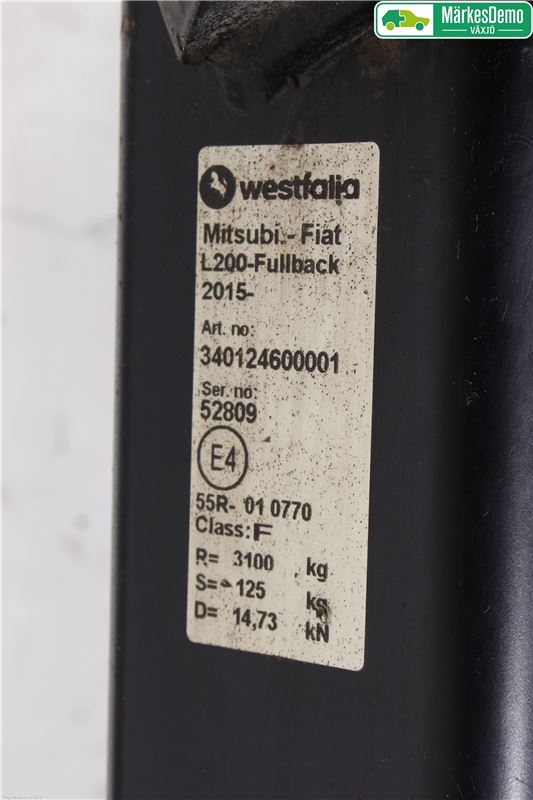 MärkesDemo
VÄXJÖ
westfalia
Mitsubi.- Fiat
L200-Fullback
2015-
Art. no:
340124600001
Ser. no:
52809
E4
55R- 01 0770
Class: F
R= 3100 kg
S= 125 kg
D= 14,73 kN